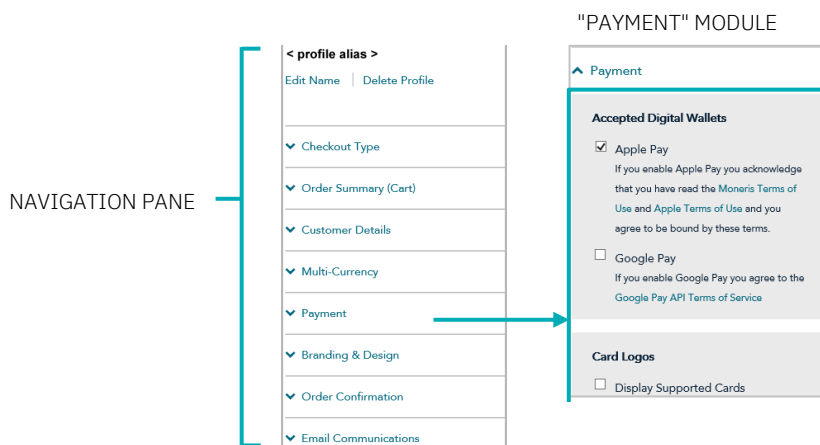 "PAYMENT" MODULE
NAVIGATION PANE
< profile alias >
Edit Name | Delete Profile
Checkout Type
Order Summary (Cart)
Customer Details
Multi-Currency
Payment
Branding & Design
Order Confirmation
Email Communications
Payment
Accepted Digital Wallets
Apple Pay
If you enable Apple Pay you acknowledge
that you have read the Moneris Terms of
Use and Apple Terms of Use and you
agree to be bound by these terms.
Google Pay
If you enable Google Pay you agree to the
Google Pay API Terms of Service
Card Logos
Display Supported Cards